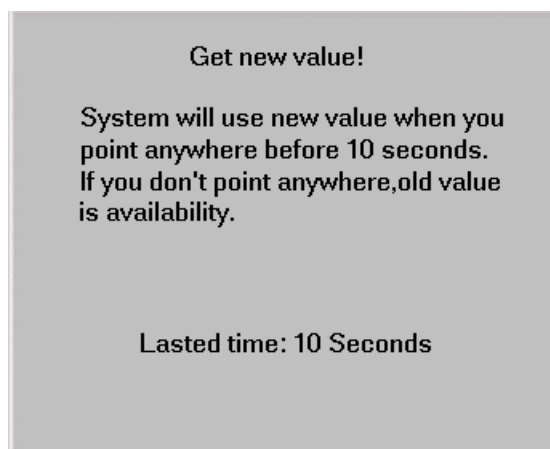 Get new value!
System will use new value when you
point anywhere before 10 seconds.
If you don't point anywhere,old value
is availability.
Lasted time: 10 Seconds